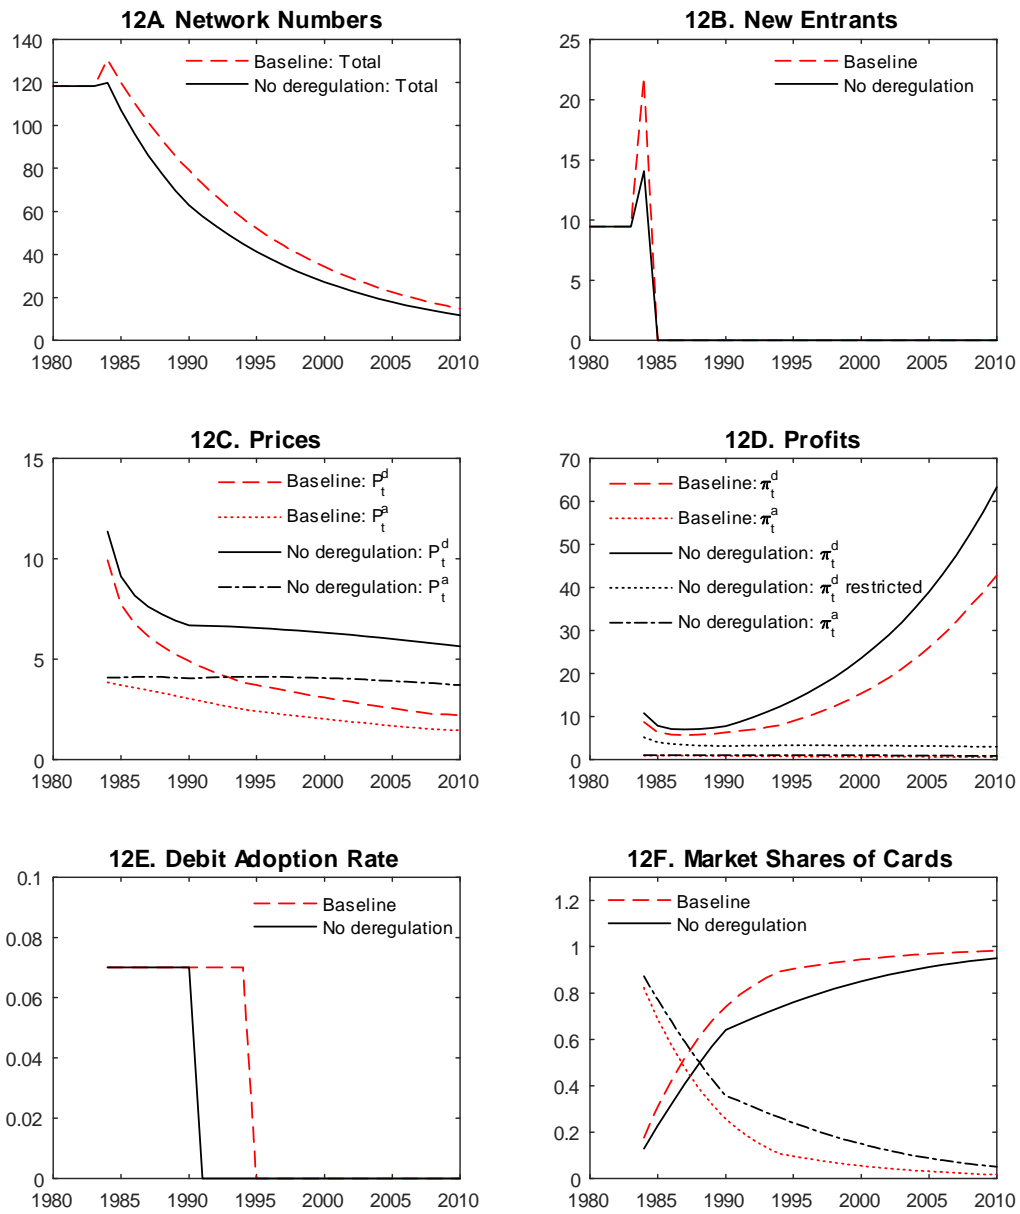 12A. Network Numbers
140
120
100
80
60
40
20
0
1980 1985 1990 1995 2000 2005 2010
Baseline: Total
No deregulation: Total
12B. New Entrants
25
20
15
10
5
0
1980 1985 1990 1995 2000 2005 2010
Baseline
No deregulation
12C. Prices
15
10
5
0
1980 1985 1990 1995 2000 2005 2010
Baseline: P_t^d
Baseline: P_t^a
No deregulation: P_t^d
No deregulation: P_t^a
12D. Profits
70
60
50
40
30
20
10
0
1980 1985 1990 1995 2000 2005 2010
Baseline: π_t^d
Baseline: π_t^a
No deregulation: π_t^d
No deregulation: π_t^d restricted
No deregulation: π_t^a
12E. Debit Adoption Rate
0.1
0.08
0.06
0.04
0.02
0
1980 1985 1990 1995 2000 2005 2010
Baseline
No deregulation
12F. Market Shares of Cards
1.2
1
0.8
0.6
0.4
0.2
0
1980 1985 1990 1995 2000 2005 2010
Baseline
No deregulation